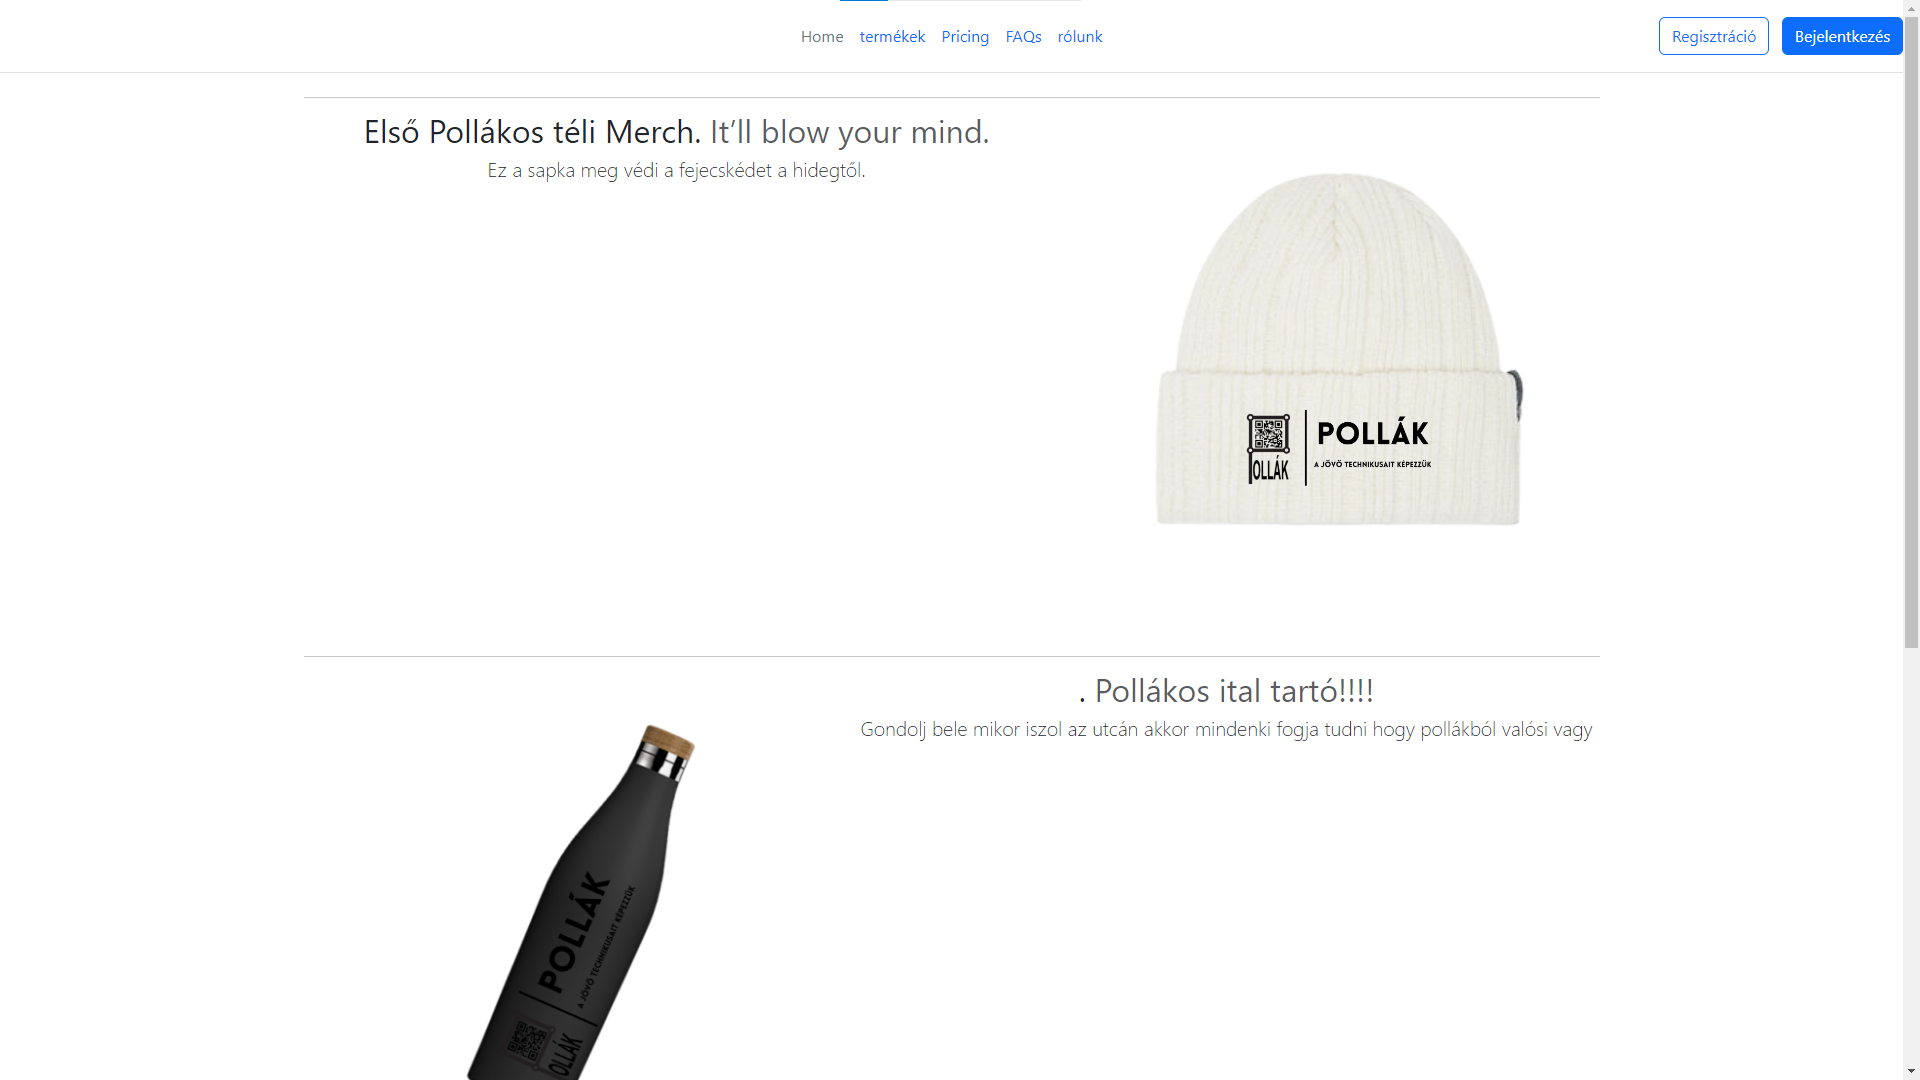 Home termékek Pricing FAQs rólunk Regisztráció Bejelentkezés
Első Pollákos téli Merch. It’ll blow your mind.
Ez a sapka meg védi a fejecskédet a hidegtől.
OLLÁK
POLLÁK
A JÖVŐ TECHNIKUSAIT KÉPEZZÜK
. Pollákos ital tartó!!!!
Gondolj bele mikor iszol az utcán akkor mindenki fogja tudni hogy pollákból valósi vagy
POLLÁK
A JÖVŐ TECHNIKUSAIT KÉPEZZÜK
OLLÁK